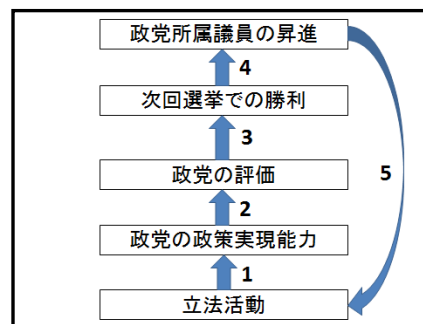 政党所属議員の昇進
4
次回選挙での勝利
3
政党の評価
5
2
政党の政策実現能力
1
立法活動